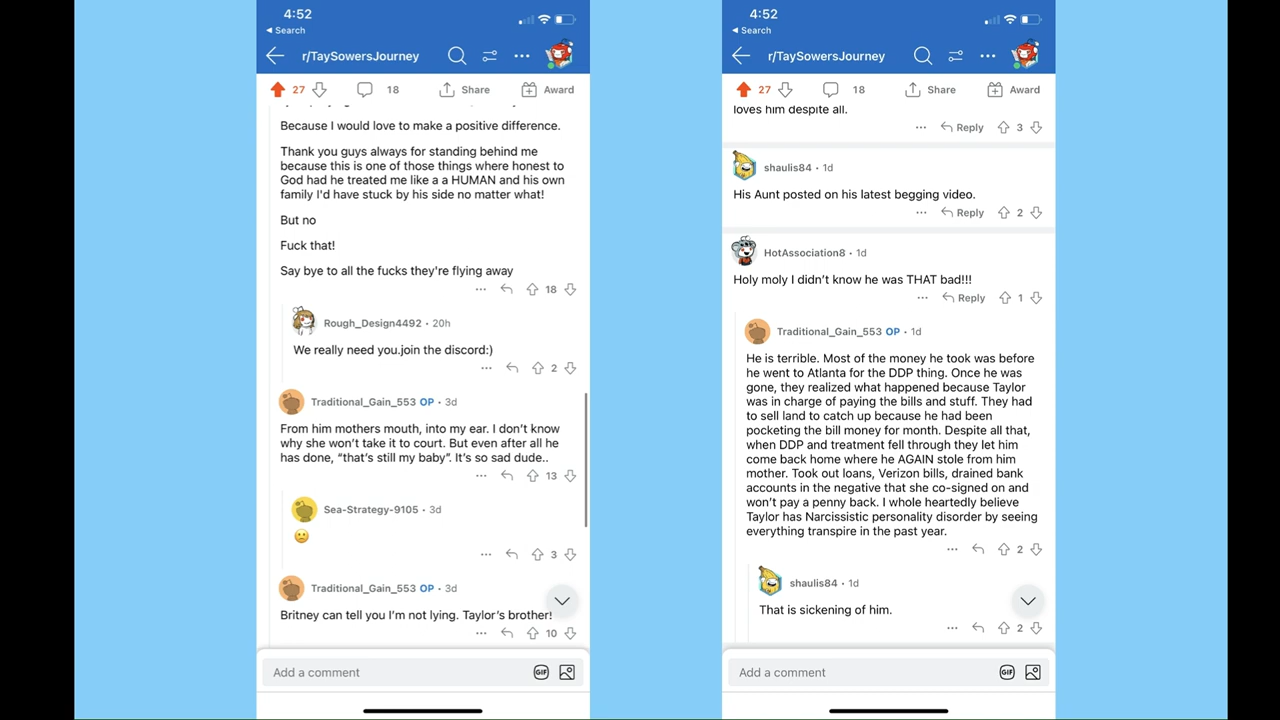 4:52
Search
r/TaySowersJourney
27
18
Share
Award
Because I would love to make a positive difference.
Thank you guys always for standing behind me
because this is one of those things where honest to
God had he treated me like a a HUMAN and his own
family I'd have stuck by his side no matter what!
But no
Fuck that!
Say bye to all the fucks they're flying away
18
Rough_Design4492 • 20h
We really need you.join the discord:)
2
Traditional_Gain_553 OP • 3d
From him mothers mouth, into my ear. I don't know
why she won't take it to court. But even after all he
has done, “that's still my baby”. It's so sad dude..
13
Sea-Strategy-9105 • 3d
3
Traditional_Gain_553 OP • 3d
Britney can tell you I'm not lying. Taylor's brother!
10
Add a comment
GIF
4:52
Search
r/TaySowersJourney
27
18
Share
Award
loves him despite all.
Reply
3
shaulis84 • 1d
His Aunt posted on his latest begging video.
Reply
2
HotAssociation8 • 1d
Holy moly I didn't know he was THAT bad!!!
Reply
1
Traditional_Gain_553 OP • 1d
He is terrible. Most of the money he took was before
he went to Atlanta for the DDP thing. Once he was
gone, they realized what happened because Taylor
was in charge of paying the bills and stuff. They had
to sell land to catch up because he had been
pocketing the bill money for month. Despite all that,
when DDP and treatment fell through they let him
come back home where he AGAIN stole from him
mother. Took out loans, Verizon bills, drained bank
accounts in the negative that she co-signed on and
won't pay a penny back. I whole heartedly believe
Taylor has Narcissistic personality disorder by seeing
everything transpire in the past year.
2
shaulis84 • 1d
That is sickening of him.
2
Add a comment
GIF